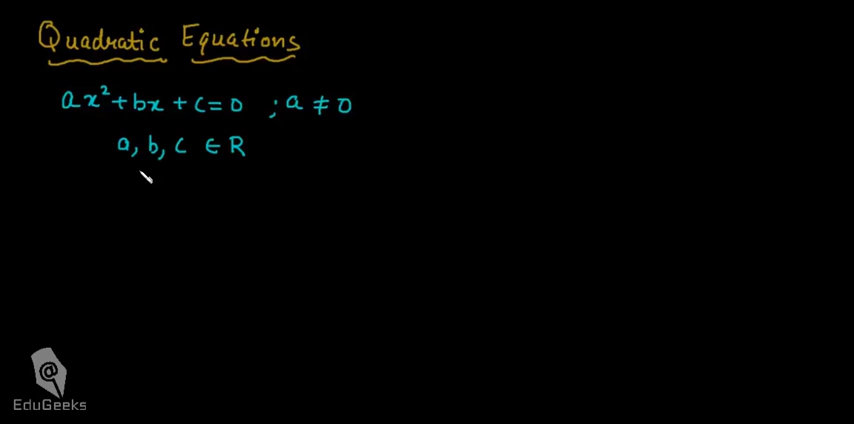 Quadratic Equations
ax²+bx+c=0 ; a ≠ 0
a, b, c ∈ R
@
EduGeeks